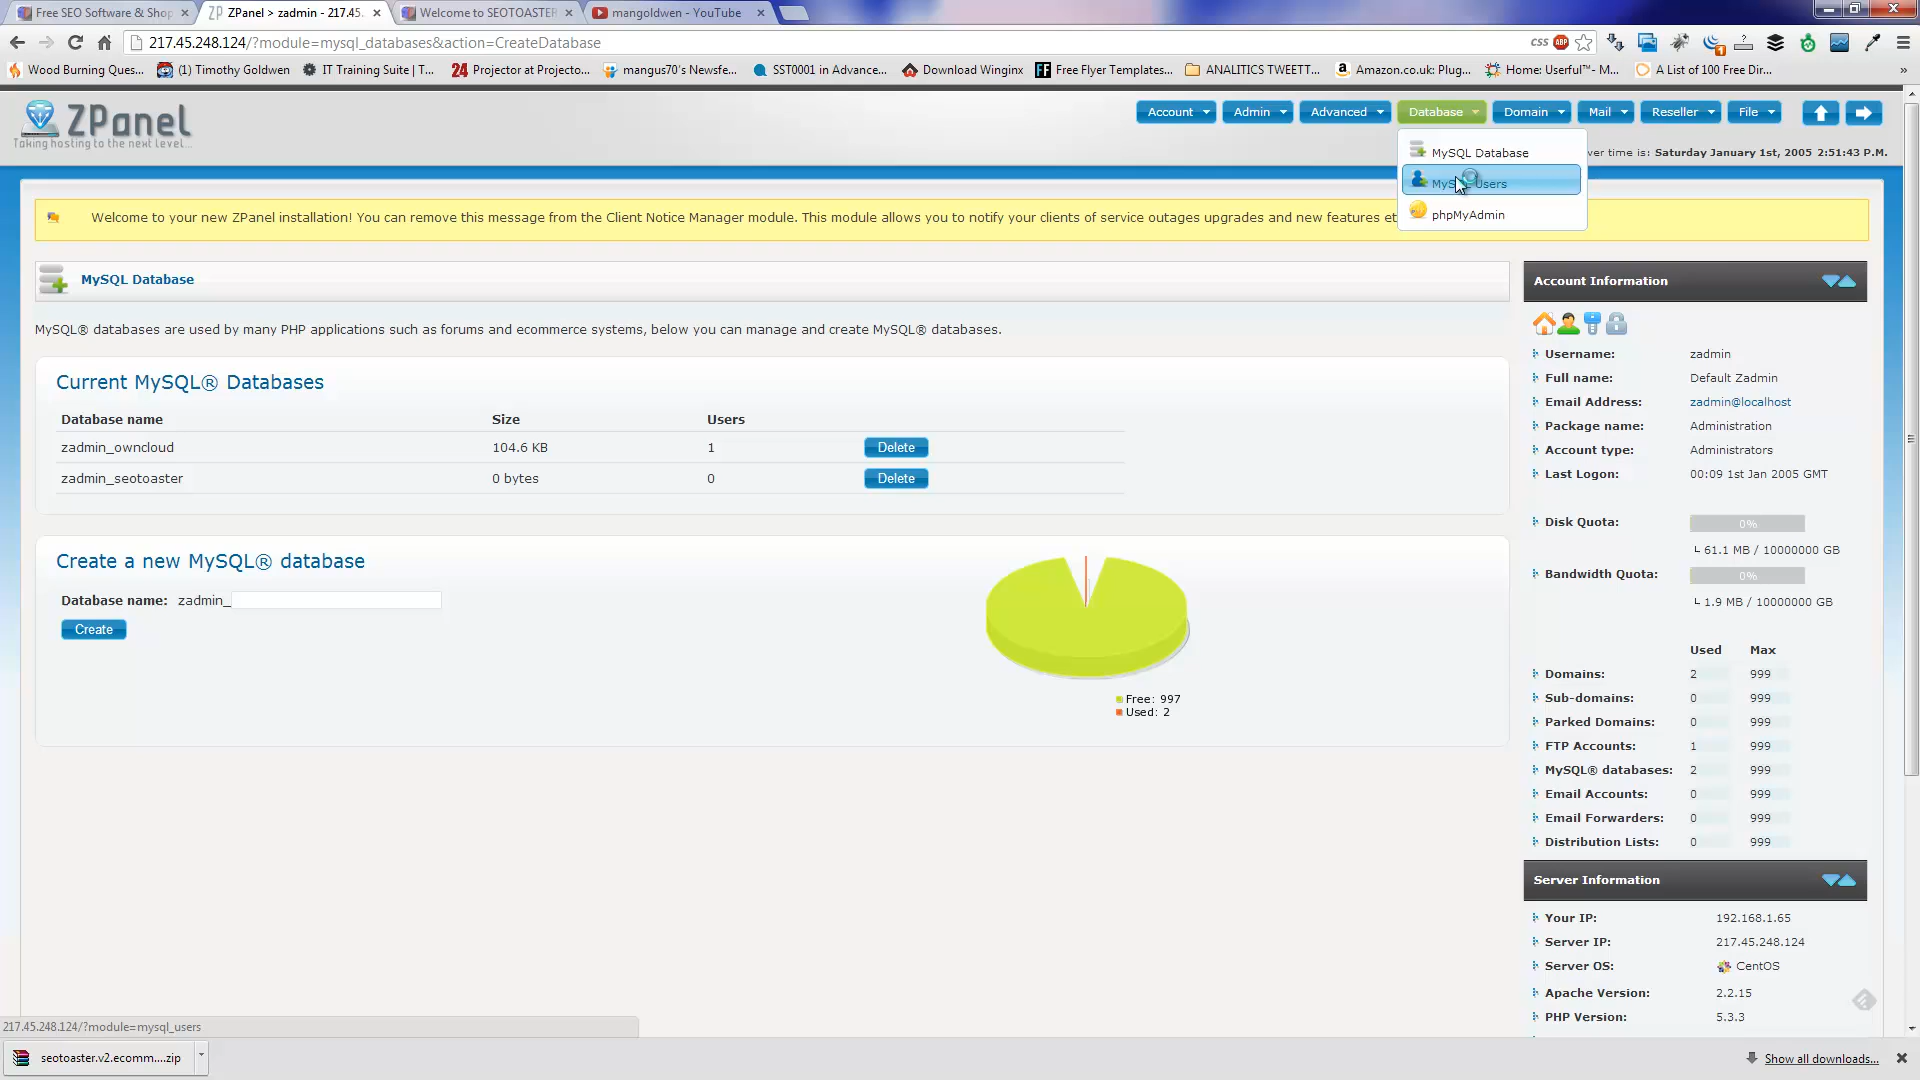 Free SEO Software & Shop
ZPanel > zadmin - 217.45.
Welcome to SEOTOASTER
mangoldwen - YouTube
217.45.248.124/?module=mysql_databases&action=CreateDatabase
CSS
ABP
Wood Burning Ques...
(1) Timothy Goldwen
IT Training Suite | T...
24 Projector at Projecto...
mangus70's Newsfe...
SST0001 in Advance...
Download Winginx
FF Free Flyer Templates...
ANALITICS TWEETT...
Amazon.co.uk: Plug...
Home: Userful™- M...
A List of 100 Free Dir...
ZPanel
Taking hosting to the next level...
Account
Admin
Advanced
Database
Domain
Mail
Reseller
File
MySQL Database
MySQL Users
phpMyAdmin
ver time is: Saturday January 1st, 2005 2:51:43 P.M.
Welcome to your new ZPanel installation! You can remove this message from the Client Notice Manager module. This module allows you to notify your clients of service outages upgrades and new features et
MySQL Database
MySQL® databases are used by many PHP applications such as forums and ecommerce systems, below you can manage and create MySQL® databases.
Current MySQL® Databases
Database name Size Users
zadmin_owncloud 104.6 KB 1 Delete
zadmin_seotoaster 0 bytes 0 Delete
Create a new MySQL® database
Database name: zadmin_
Create
Free: 997
Used: 2
Account Information
Username: zadmin
Full name: Default Zadmin
Email Address: zadmin@localhost
Package name: Administration
Account type: Administrators
Last Logon: 00:09 1st Jan 2005 GMT
Disk Quota: 0%
61.1 MB / 10000000 GB
Bandwidth Quota: 0%
1.9 MB / 10000000 GB
Used Max
Domains: 2 999
Sub-domains: 0 999
Parked Domains: 0 999
FTP Accounts: 1 999
MySQL® databases: 2 999
Email Accounts: 0 999
Email Forwarders: 0 999
Distribution Lists: 0 999
Server Information
Your IP: 192.168.1.65
Server IP: 217.45.248.124
Server OS: CentOS
Apache Version: 2.2.15
PHP Version: 5.3.3
217.45.248.124/?module=mysql_users
seotoaster.v2.ecomm....zip
Show all downloads...